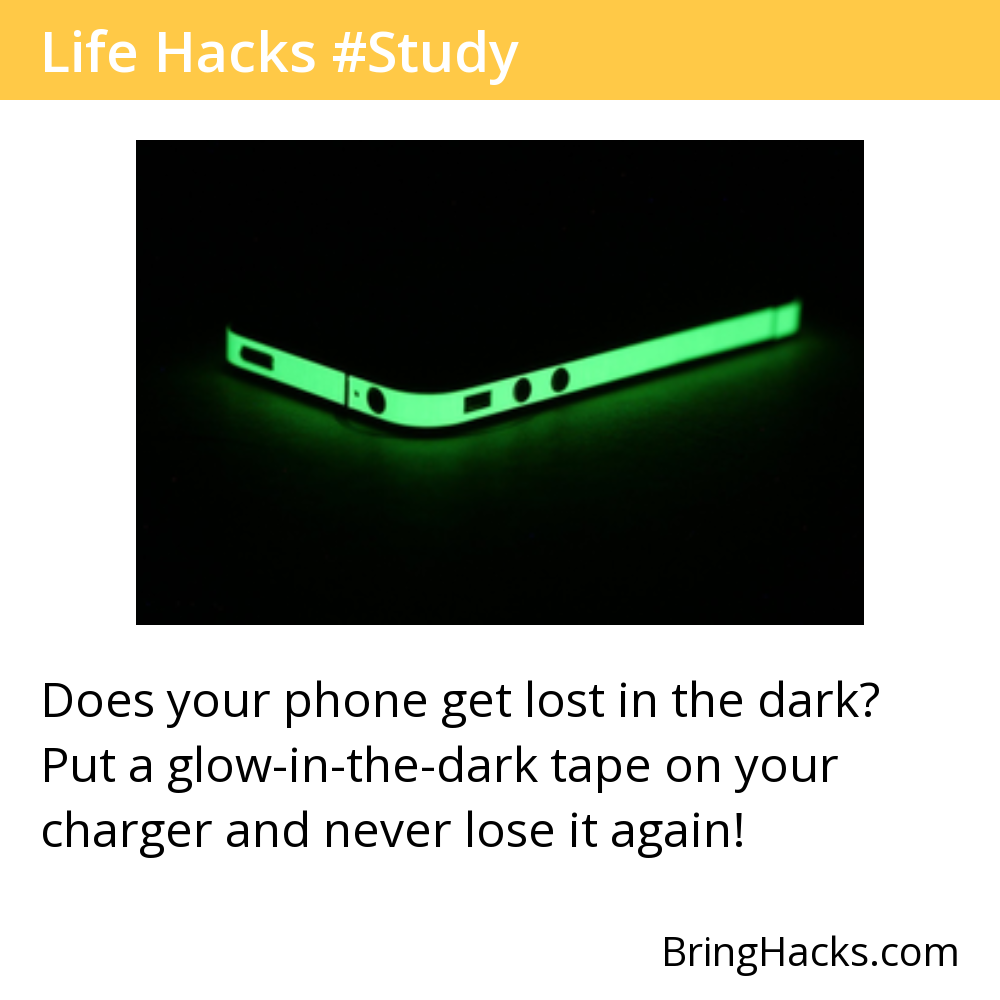 Life Hacks #Study
Does your phone get lost in the dark?
Put a glow-in-the-dark tape on your
charger and never lose it again!
BringHacks.com